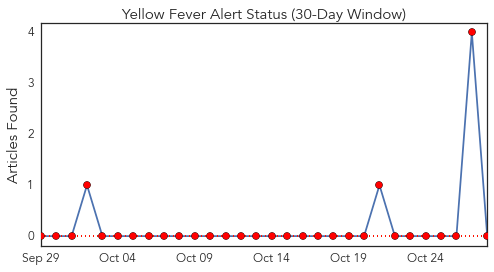 Yellow Fever Alert Status (30-Day Window)
Articles Found
4
3
2
1
0
Sep 29 Oct 04 Oct 09 Oct 14 Oct 19 Oct 24